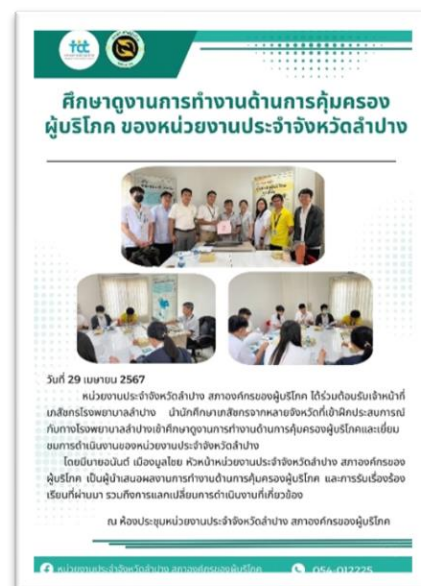 tcc
ศึกษาดูงานการทำงานด้านการคุ้มครอง
ผู้บริโภค ของหน่วยงานประจำจังหวัดลำปาง
วันที่ 29 เมษายน 2567
หน่วยงานประจำจังหวัดลำปาง สภาองค์กรของผู้บริโภค ได้ร่วมต้อนรับเจ้าหน้าที่
เภสัชกรโรงพยาบาลลำปาง นำนักศึกษาเภสัชกรจากหลายจังหวัดที่เข้าฝึกประสบการณ์
กับทางโรงพยาบาลลำปางเข้าศึกษาดูงานการทำงานด้านการคุ้มครองผู้บริโภคและเยี่ยม
ชมการดำเนินงานของหน่วยงานประจำจังหวัดลำปาง
โดยมีนายอนันต์ เมืองมูลไชย หัวหน้าหน่วยงานประจำจังหวัดลำปาง สภาองค์กรของ
ผู้บริโภค เป็นผู้นำเสนอผลงานการทำงานด้านการคุ้มครองผู้บริโภค และการรับเรื่องร้อง
เรียนที่ผ่านมา รวมถึงการแลกเปลี่ยนการดำเนินงานที่เกี่ยวข้อง
ณ ห้องประชุมหน่วยงานประจำจังหวัดลำปาง สภาองค์กรของผู้บริโภค
หน่วยงานประจำจังหวัดลำปาง สภาองค์กรของผู้บริโภค 054-017225